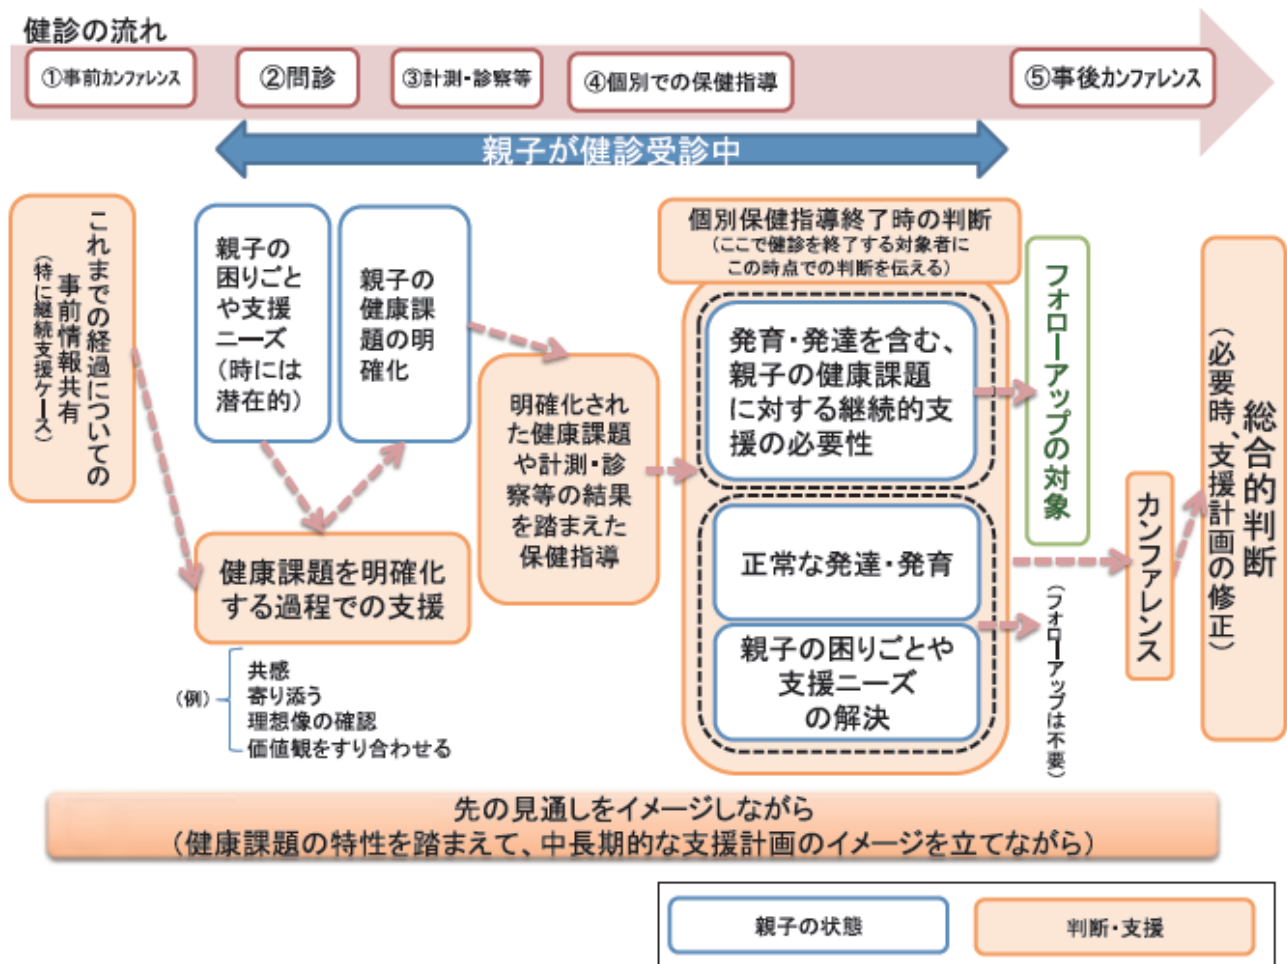 健診の流れ
①事前カンファレンス
②問診
③計測・診察等
④個別での保健指導
⑤事後カンファレンス
親子が健診受診中
これまでの経過についての
事前情報共有
（特に継続支援ケース）
親子の
困りごと
や支援
ニーズ
（時には
潜在的）
親子の
健康課
題の明
確化
健康課題を明確化
する過程での支援
（例）
共感
寄り添う
理想像の確認
価値観をすり合わせる
明確化され
た健康課題
や計測・診
察等の結果
を踏まえた
保健指導
個別保健指導終了時の判断
（ここで健診を終了する対象者に
この時点での判断を伝える）
発育・発達を含む、
親子の健康課題
に対する継続的支
援の必要性
正常な発達・発育
親子の困りごとや
支援ニーズ
の解決
フォローアップの対象
（フォローアップは不要）
カンファレンス
総合的判断
（必要時、支援計画の修正）
先の見通しをイメージしながら
（健康課題の特性を踏まえて、中長期的な支援計画のイメージを立てながら）
親子の状態
判断・支援